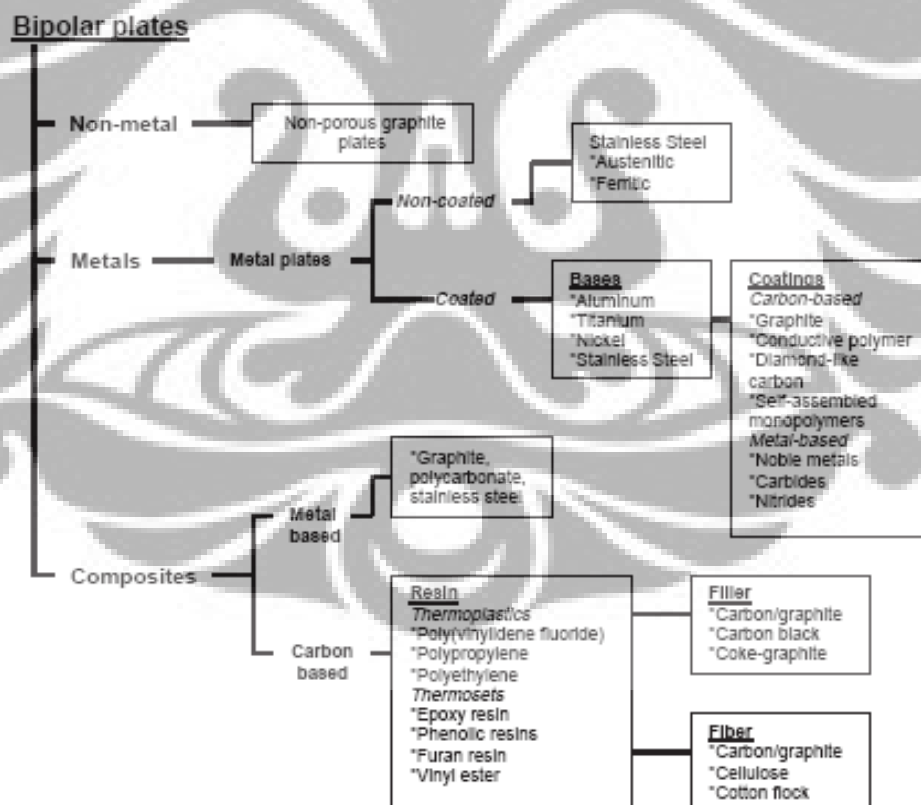 Bipolar plates
Non-metal
Non-porous graphite
plates
Stainless Steel
*Austenitic
*Ferritic
Non-coated
Metals
Metal plates
Coated
Bases
*Aluminum
*Titanium
*Nickel
*Stainless Steel
Coatings
Carbon-based
*Graphite
*Conductive polymer
*Diamond-like
carbon
*Self-assembled
monopolymers
Metal-based
*Noble metals
*Carbides
*Nitrides
*Graphite,
polycarbonate,
stainless steel
Metal
based
Composites
Carbon
based
Resin
Thermoplastics
*Poly(vinylidene fluoride)
*Polypropylene
*Polyethylene
Thermosets
*Epoxy resin
*Phenolic resins
*Furan resin
*Vinyl ester
Filler
*Carbon/graphite
*Carbon black
*Coke-graphite
Fiber
*Carbon/graphite
*Cellulose
*Cotton flock